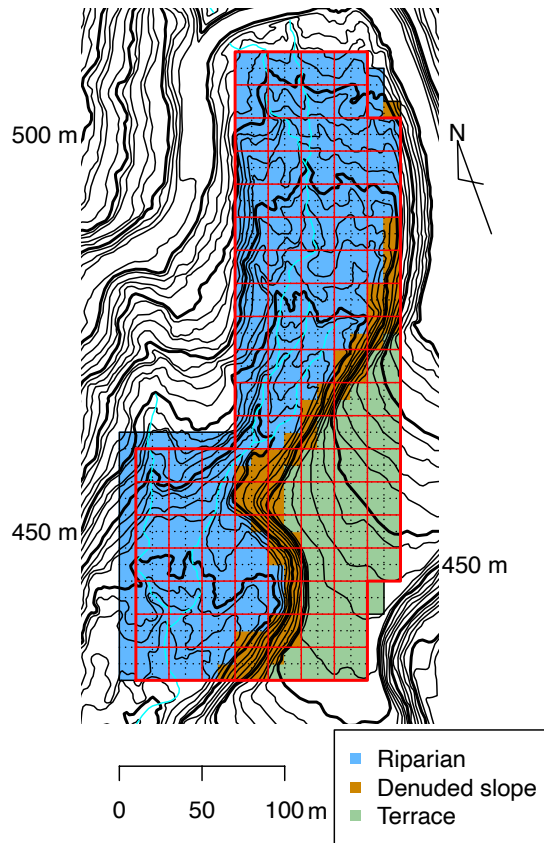 500 m
N
450 m
450 m
0 50 100 m
Riparian
Denuded slope
Terrace